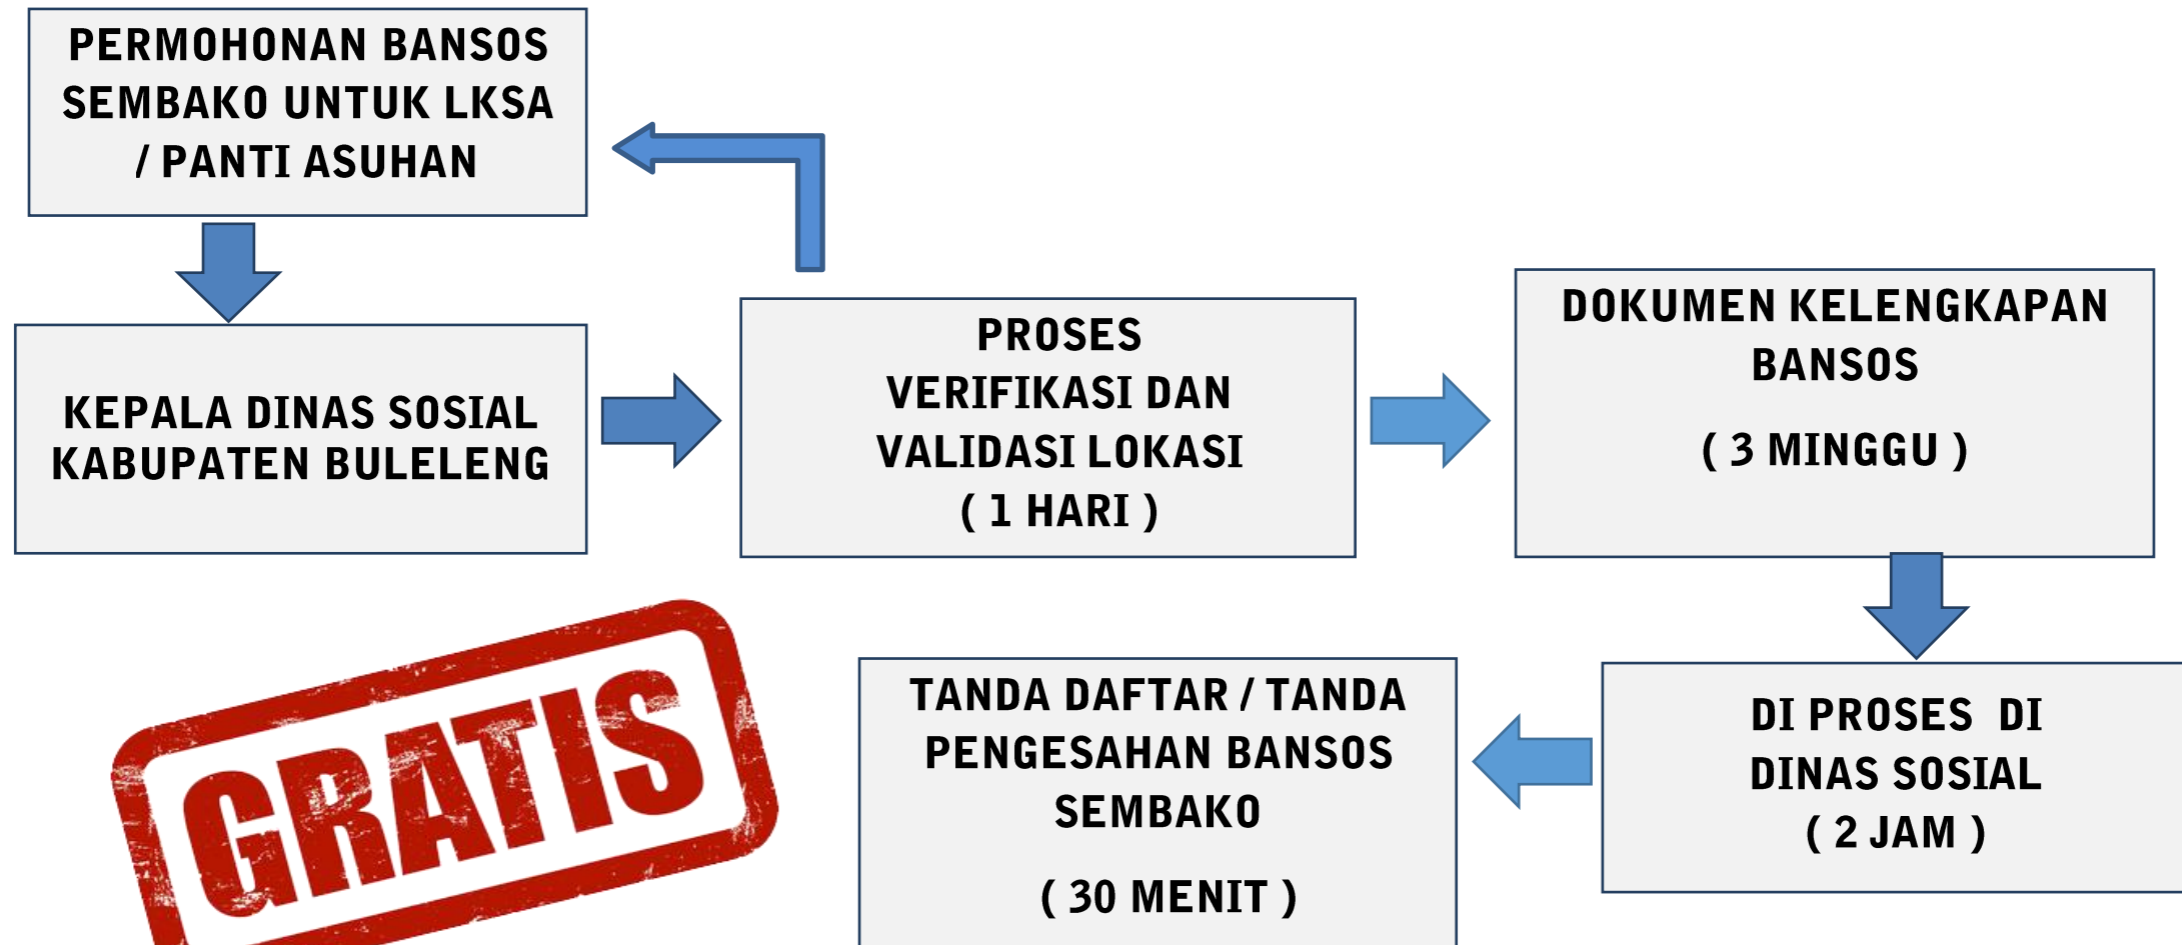 PERMOHONAN BANSOS
SEMBAKO UNTUK LKSA
/ PANTI ASUHAN
KEPALA DINAS SOSIAL
KABUPATEN BULELENG
PROSES
VERIFIKASI DAN
VALIDASI LOKASI
( 1 HARI )
DOKUMEN KELENGKAPAN
BANSOS
( 3 MINGGU )
DI PROSES DI
DINAS SOSIAL
( 2 JAM )
TANDA DAFTAR / TANDA
PENGESAHAN BANSOS
SEMBAKO
( 30 MENIT )
GRATIS